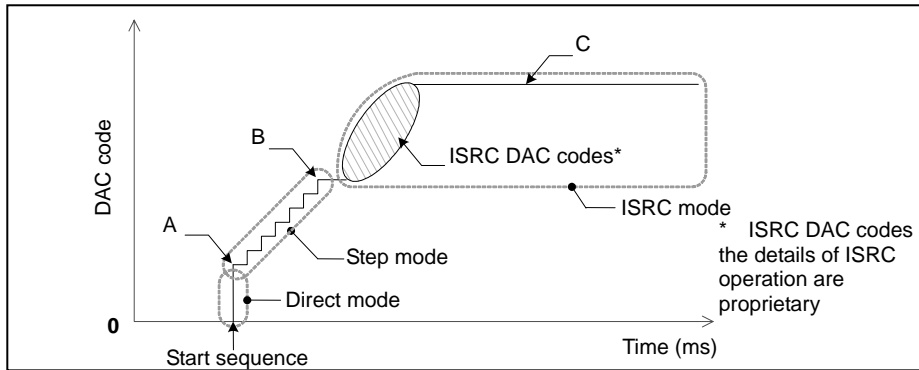 C
B
ISRC DAC codes*
DAC code
ISRC mode
A
* ISRC DAC codes
the details of ISRC
operation are
proprietary
Step mode
Direct mode
0
Time (ms)
Start sequence